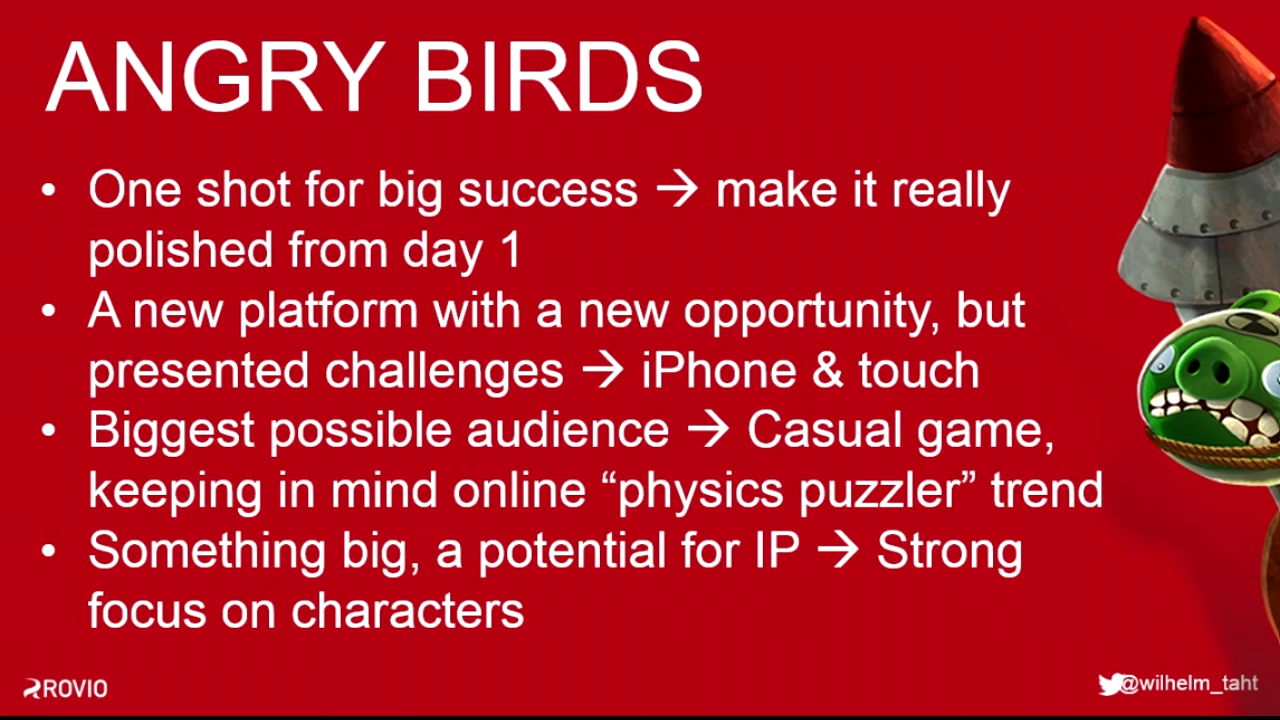 ANGRY BIRDS
• One shot for big success → make it really
polished from day 1
• A new platform with a new opportunity, but
presented challenges → iPhone & touch
• Biggest possible audience → Casual game,
keeping in mind online “physics puzzler” trend
• Something big, a potential for IP → Strong
focus on characters
ROVIO
@wilhelm_taht